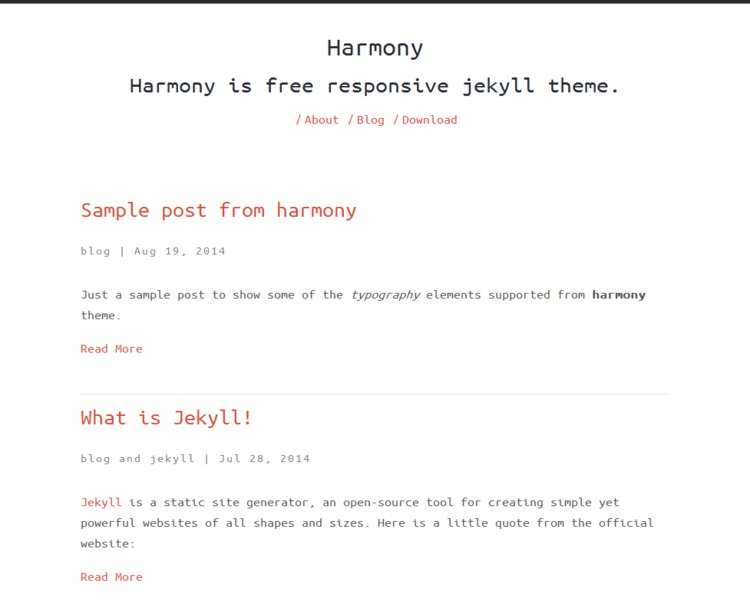 Harmony
Harmony is free responsive jekyll theme.
/ About / Blog / Download
Sample post from harmony
blog | Aug 19, 2014
Just a sample post to show some of the typography elements supported from harmony
theme.
Read More
What is Jekyll!
blog and jekyll | Jul 28, 2014
Jekyll is a static site generator, an open-source tool for creating simple yet
powerful websites of all shapes and sizes. Here is a little quote from the official
website:
Read More